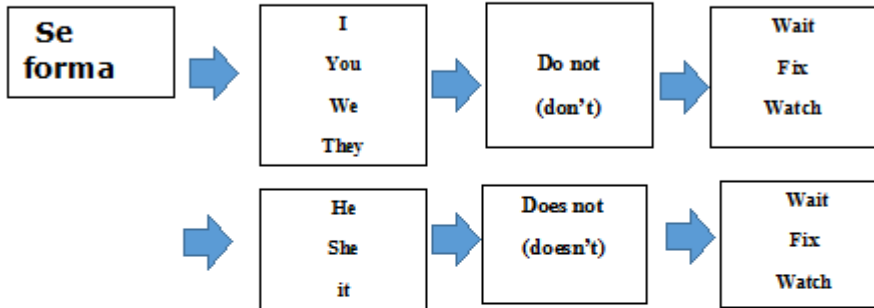 Se
forma
I
You
We
They
Do not
(don't)
Wait
Fix
Watch
He
She
it
Does not
(doesn't)
Wait
Fix
Watch